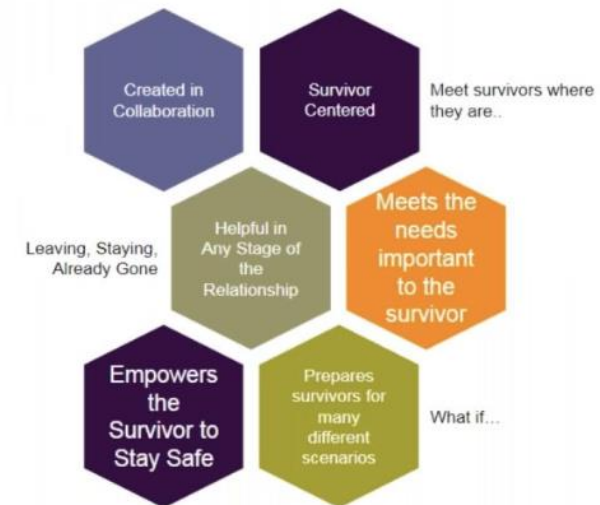 Created in
Collaboration
Survivor
Centered
Meet survivors where
they are..
Leaving, Staying,
Already Gone
Helpful in
Any Stage of
the
Relationship
Meets the
needs
important
to the
survivor
Empowers
the
Survivor to
Stay Safe
Prepares
survivors for
many
different
scenarios
What if...